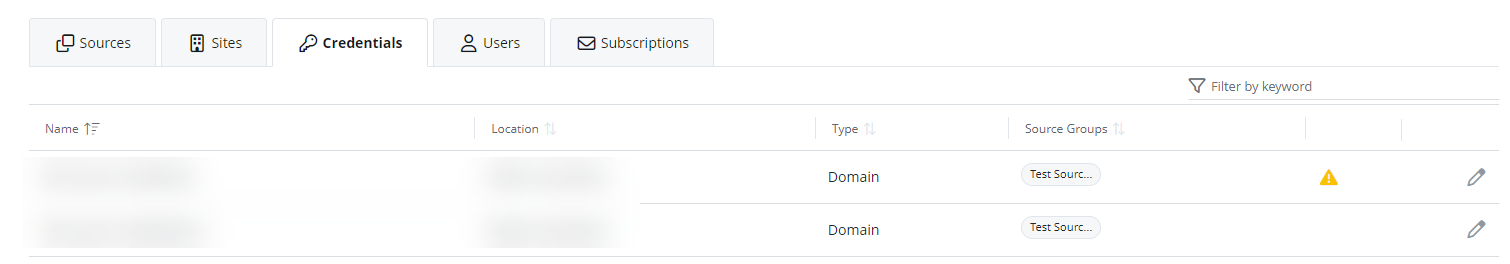 Sources Sites Credentials Users Subscriptions
Filter by keyword
Name Location Type Source Groups
Domain Test Sourc...
Domain Test Sourc...